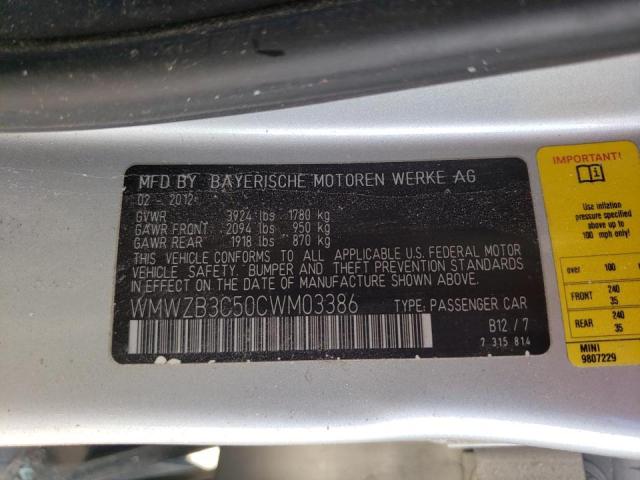 MFD BY BAYERISCHE MOTOREN WERKE AG
02 - 2012
GVWR 3924 lbs 1780 kg
GAWR FRONT 2094 lbs 950 kg
GAWR REAR 1918 lbs 870 kg
THIS VEHICLE CONFORMS TO ALL APPLICABLE U.S. FEDERAL MOTOR
VEHICLE SAFETY, BUMPER AND THEFT PREVENTION STANDARDS
IN EFFECT ON THE DATE OF MANUFACTURE SHOWN ABOVE.
WMWZB3C50CWM03386 TYPE: PASSENGER CAR
B12 / 7
7 315 814
IMPORTANT!
Use inflation
pressure specified
for up to
100 mph only!
over 100
FRONT 240
35
REAR 240
35
MINI
9807229